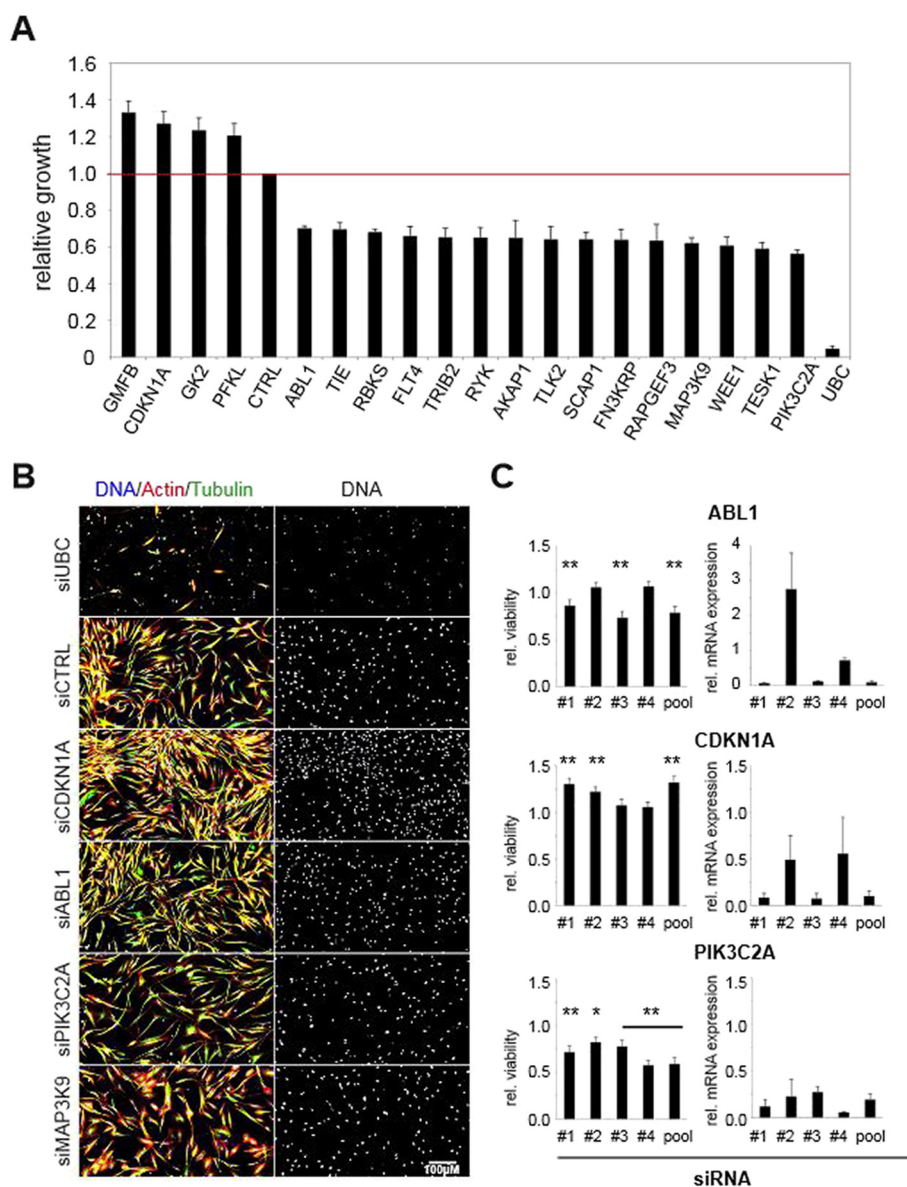 A
relaltive growth
1.6
1.4
1.2
1.0
0.8
0.6
0.4
0.2
0
GMFB
CDKN1A
GK2
PFKL
CTRL
ABL1
TIE
RBKS
FLT4
TRIB2
RYK
AKAP1
TLK2
SCAP1
FN3KRP
RAPGEF3
MAP3K9
WEE1
TESK1
PIK3C2A
UBC
B
DNA/Actin/Tubulin
DNA
siUBC
siCTRL
siCDKN1A
siABL1
siPIK3C2A
siMAP3K9
100µM
C
ABL1
rel. viability
1.5
1.0
0.5
0.0
** ** **
#1 #2 #3 #4 pool
rel. mRNA expression
4
3
2
1
0
#1 #2 #3 #4 pool
CDKN1A
rel. viability
1.5
1.0
0.5
0.0
** ** **
#1 #2 #3 #4 pool
rel. mRNA expression
1.5
1.0
0.5
0.0
#1 #2 #3 #4 pool
PIK3C2A
rel. viability
1.5
1.0
0.5
0.0
** * **
#1 #2 #3 #4 pool
rel. mRNA expression
1.5
1.0
0.5
0.0
#1 #2 #3 #4 pool
siRNA